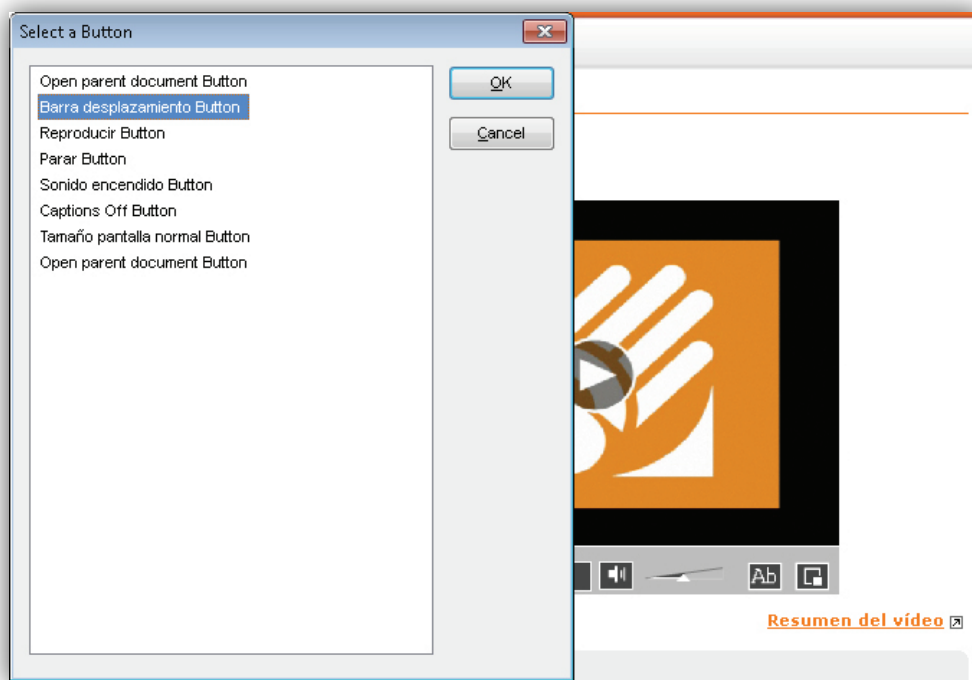 Select a Button
Open parent document Button
Barra desplazamiento Button
Reproducir Button
Parar Button
Sonido encendido Button
Captions Off Button
Tamaño pantalla normal Button
Open parent document Button
OK
Cancel
Ab
Resumen del vídeo